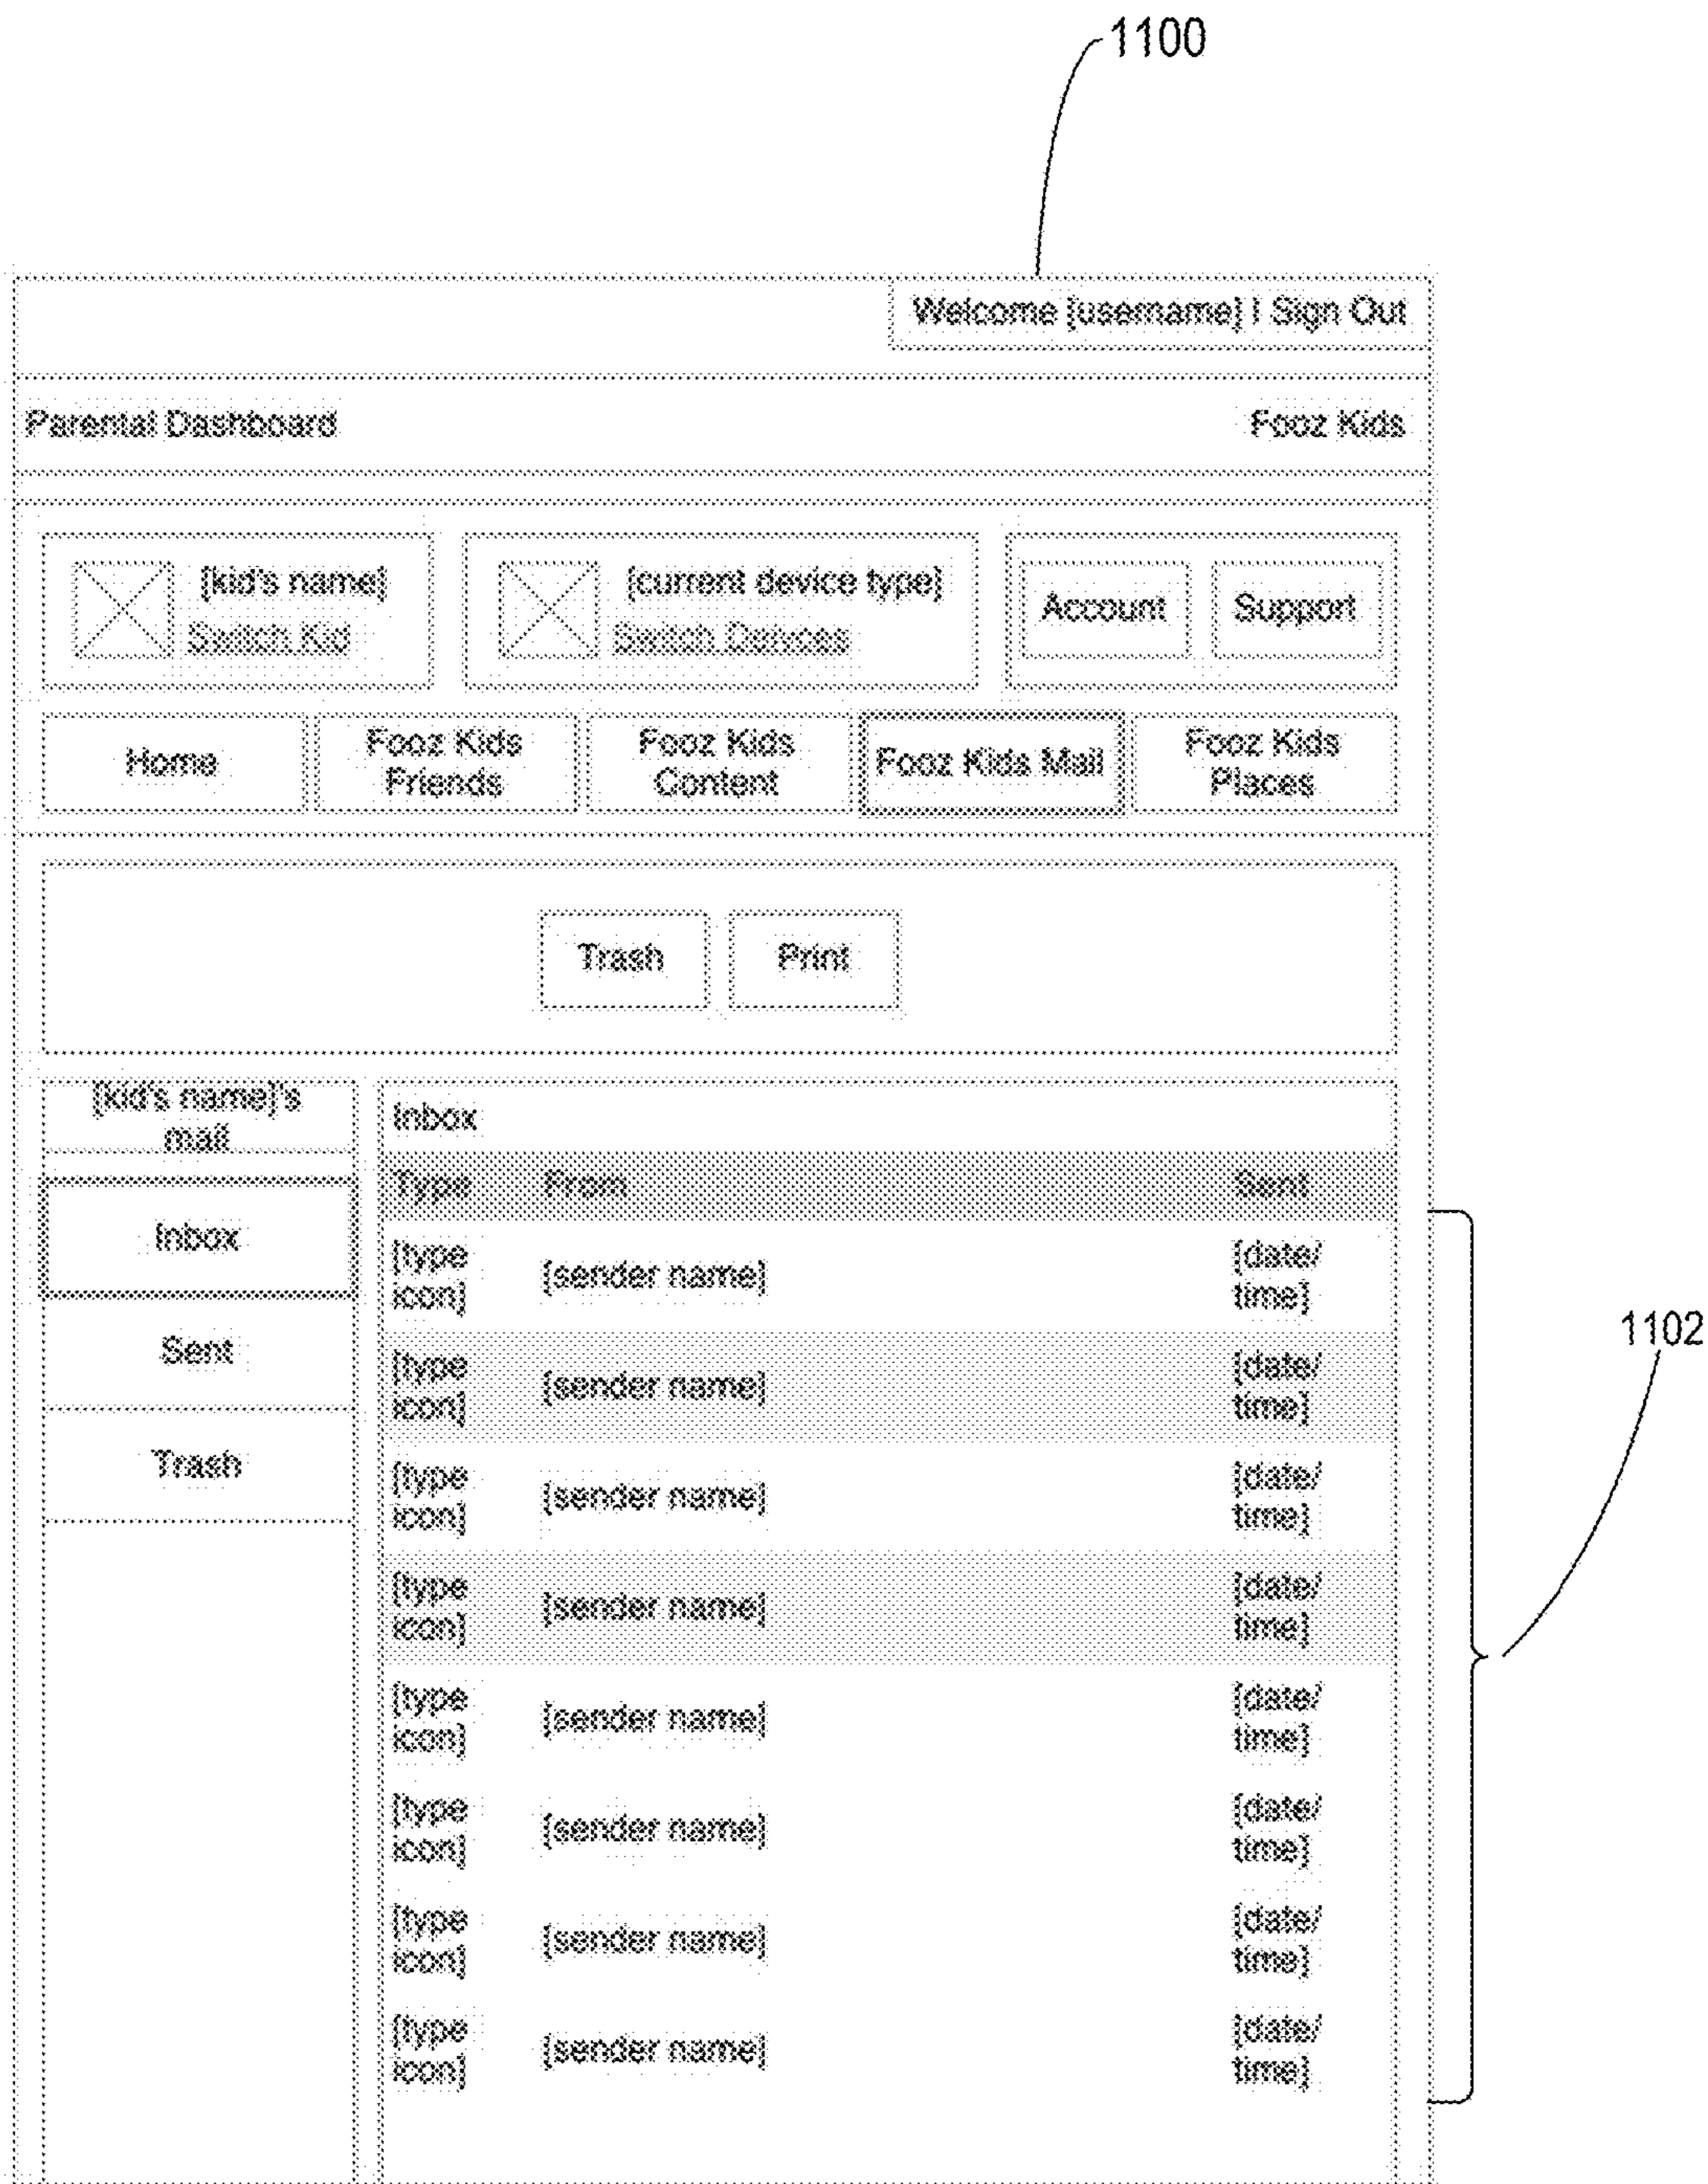 1100
Welcome [username] | Sign Out
Parental Dashboard Fooz Kids
[kid's name]
Switch Kid
[current device type]
Switch Devices
Account Support
Home
Fooz Kids
Friends
Fooz Kids
Content
Fooz Kids Mail
Fooz Kids
Places
Trash Print
[kid's name]'s
mail
Inbox
Sent
Trash
Inbox
Type From Sent
[type
icon]
[sender name]
[date/
time]
[type
icon]
[sender name]
[date/
time]
[type
icon]
[sender name]
[date/
time]
[type
icon]
[sender name]
[date/
time]
[type
icon]
[sender name]
[date/
time]
[type
icon]
[sender name]
[date/
time]
[type
icon]
[sender name]
[date/
time]
[type
icon]
[sender name]
[date/
time]
1102